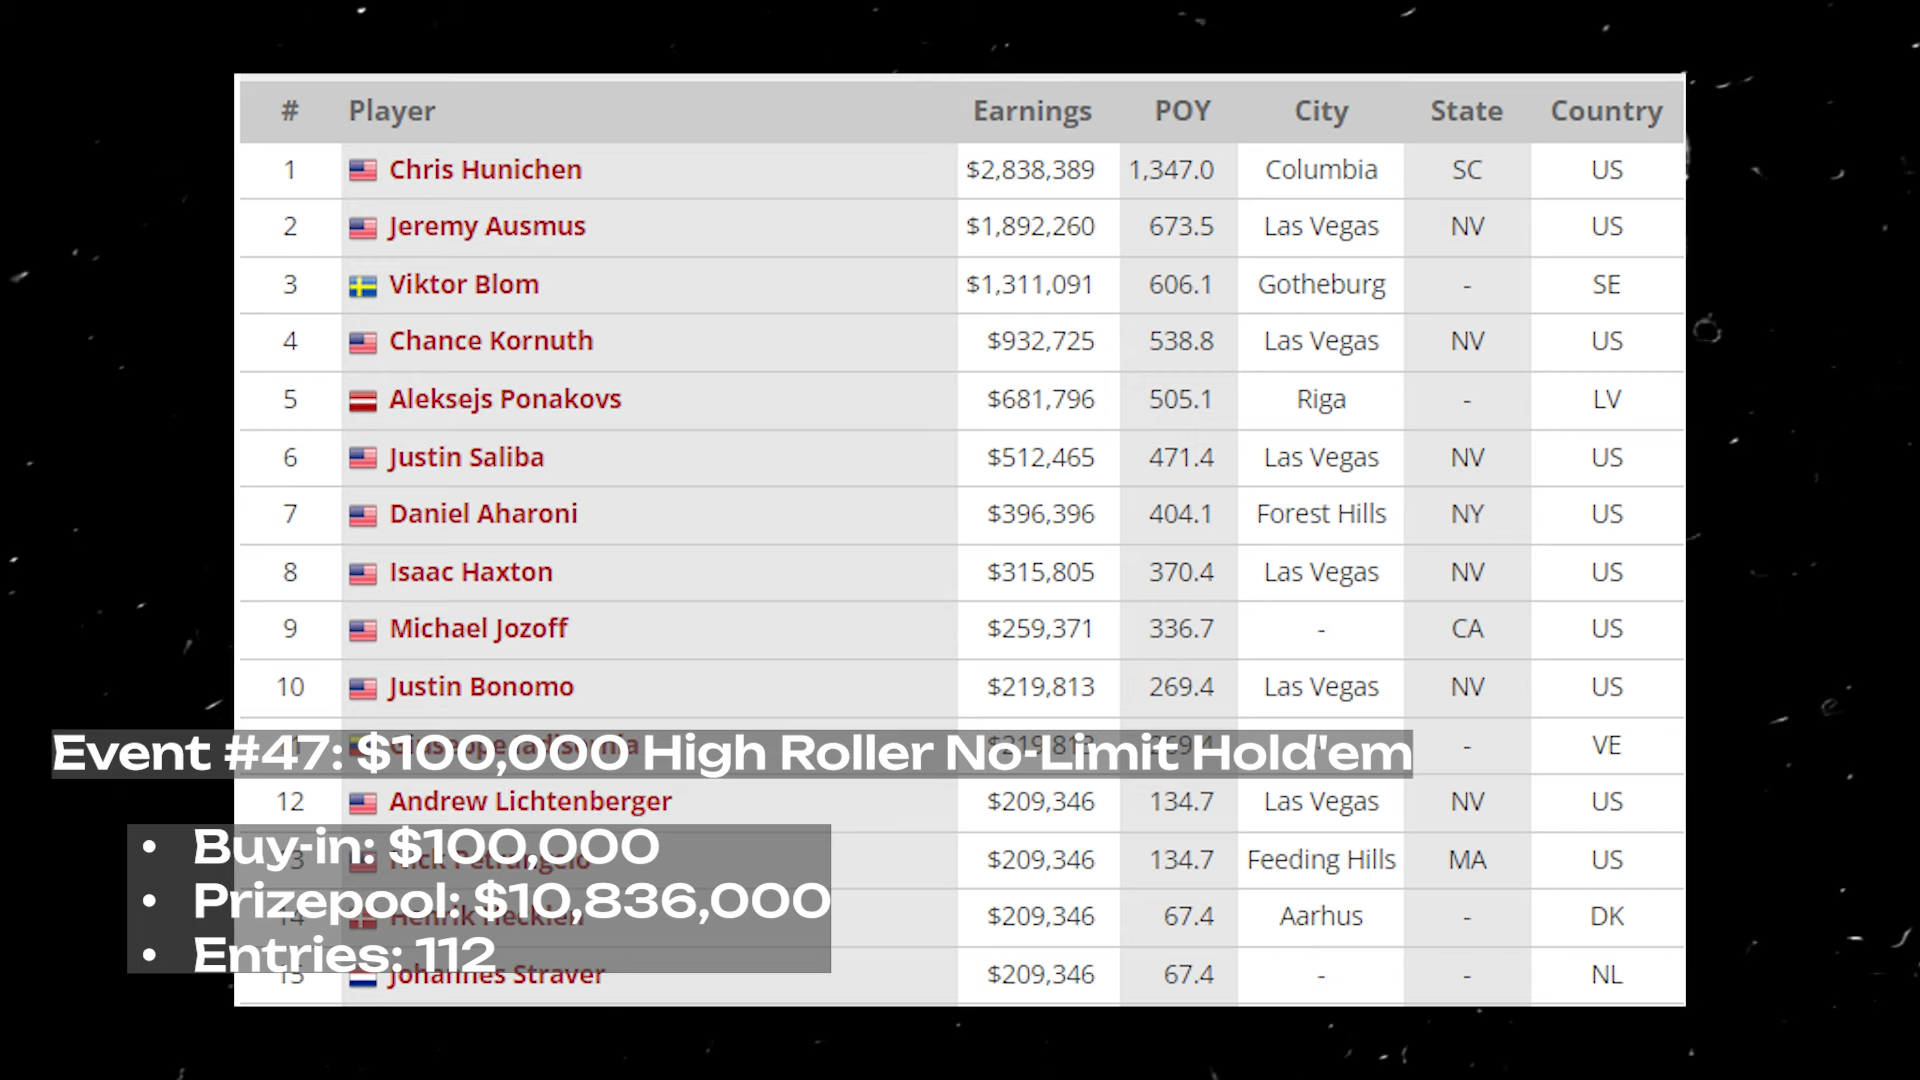 # Player Earnings POY City State Country
1 Chris Hunichen $2,838,389 1,347.0 Columbia SC US
2 Jeremy Ausmus $1,892,260 673.5 Las Vegas NV US
3 Viktor Blom $1,311,091 606.1 Gotheburg - SE
4 Chance Kornuth $932,725 538.8 Las Vegas NV US
5 Aleksejs Ponakovs $681,796 505.1 Riga - LV
6 Justin Saliba $512,465 471.4 Las Vegas NV US
7 Daniel Aharoni $396,396 404.1 Forest Hills NY US
8 Isaac Haxton $315,805 370.4 Las Vegas NV US
9 Michael Jozoff $259,371 336.7 - CA US
10 Justin Bonomo $219,813 269.4 Las Vegas NV US
- VE
Event #47: $100,000 High Roller No-Limit Hold'em
12 Andrew Lichtenberger $209,346 134.7 Las Vegas NV US
• Buy-in: $100,000
$209,346 134.7 Feeding Hills MA US
• Prizepool: $10,836,000
$209,346 67.4 Aarhus - DK
• Entries: 112
15 Johannes Straver $209,346 67.4 - - NL